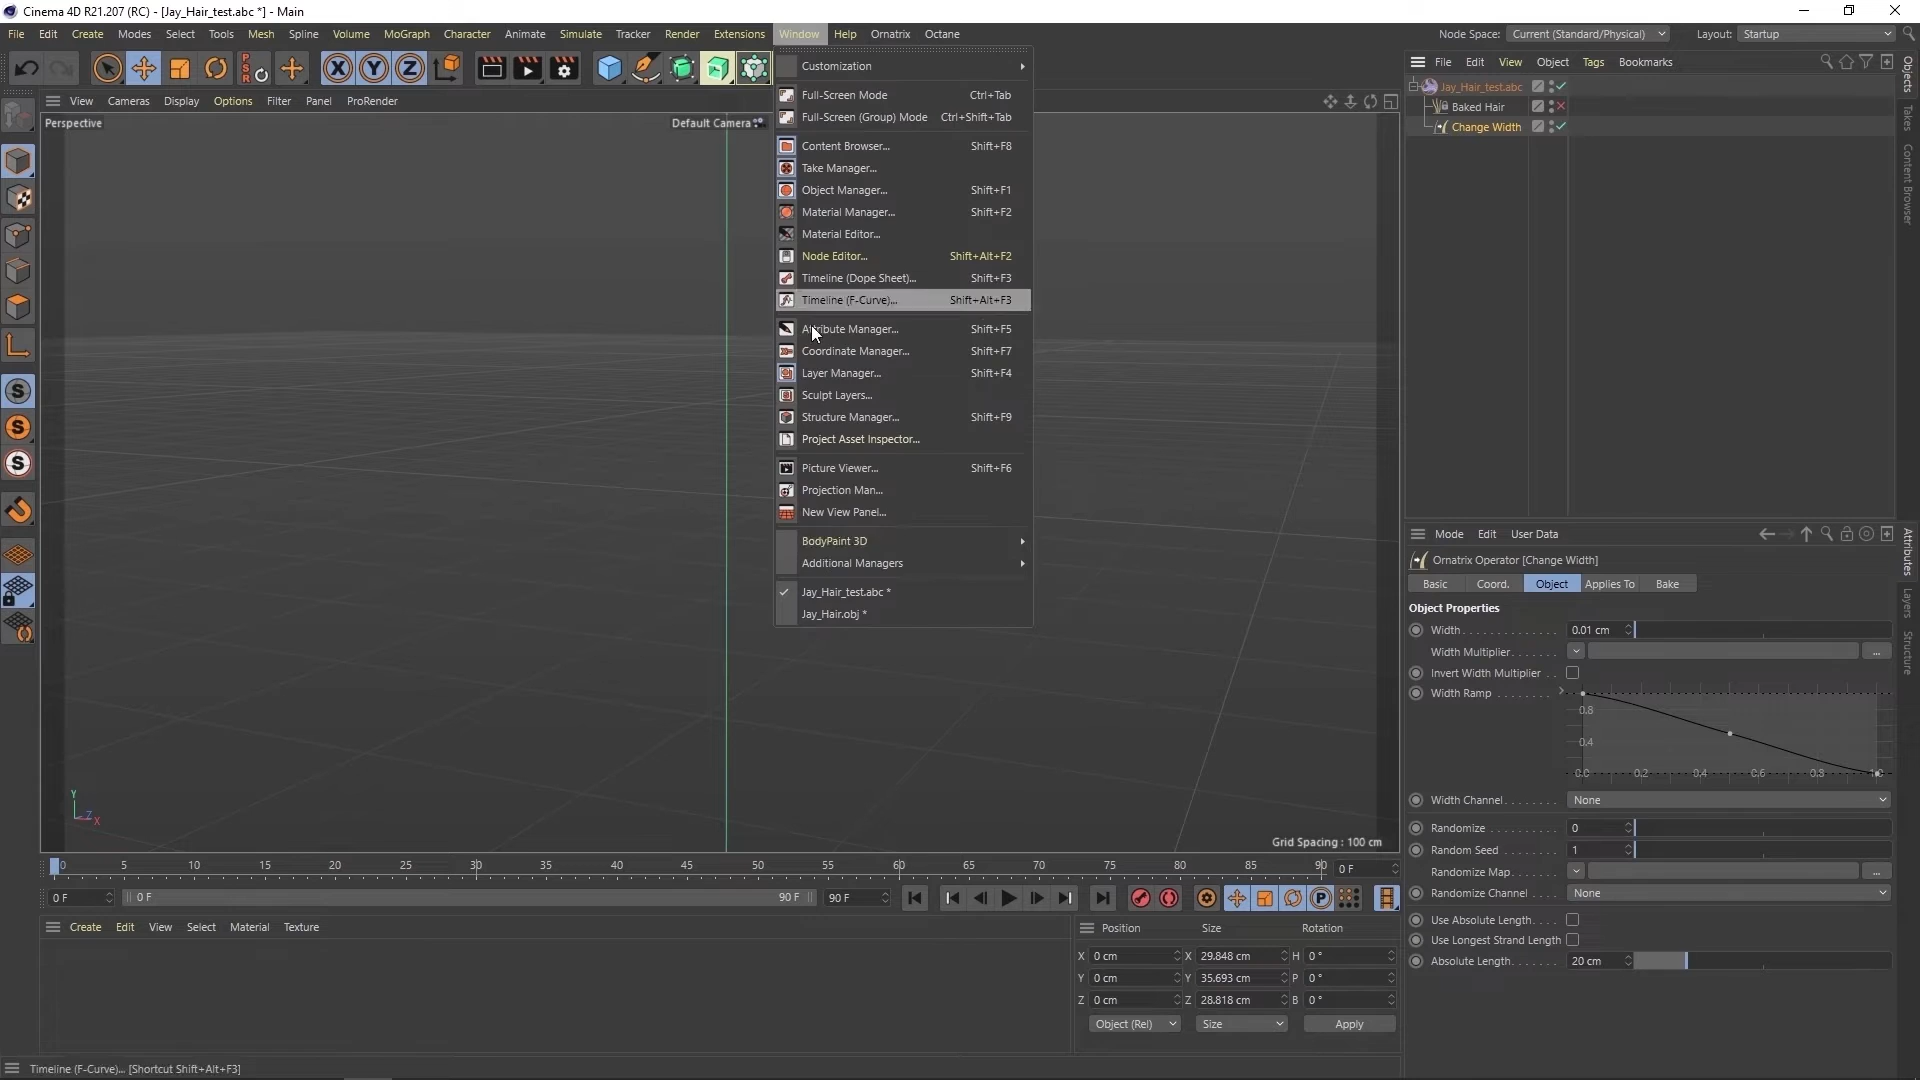 Cinema 4D R21.207 (RC) - [Jay_Hair_test.abc *] - Main
File Edit Create Modes Select Tools Mesh Spline Volume MoGraph Character Animate Simulate Tracker Render Extensions Window Help Ornatrix Octane Node Space: Current (Standard/Physical) Layout: Startup
View Cameras Display Options Filter Panel ProRender
Perspective Default Camera
Customization
Full-Screen Mode Ctrl+Tab
Full-Screen (Group) Mode Ctrl+Shift+Tab
Content Browser... Shift+F8
Take Manager...
Object Manager... Shift+F1
Material Manager... Shift+F2
Material Editor...
Node Editor... Shift+Alt+F2
Timeline (Dope Sheet)... Shift+F3
Timeline (F-Curve)... Shift+Alt+F3
Attribute Manager... Shift+F5
Coordinate Manager... Shift+F7
Layer Manager... Shift+F4
Sculpt Layers...
Structure Manager... Shift+F9
Project Asset Inspector...
Picture Viewer... Shift+F6
Projection Man...
New View Panel...
BodyPaint 3D
Additional Managers
Jay_Hair_test.abc *
Jay_Hair.obj *
Y
Z
X
Grid Spacing : 100 cm
0 5 10 15 20 25 30 35 40 45 50 55 60 65 70 75 80 85 90 0 F
0 F 0 F 90 F 90 F
Create Edit View Select Material Texture
Position Size Rotation
X 0 cm X 29.848 cm H 0 °
Y 0 cm Y 35.693 cm P 0 °
Z 0 cm Z 28.818 cm B 0 °
Object (Rel) Size Apply
Timeline (F-Curve)... [Shortcut Shift+Alt+F3]
File Edit View Object Tags Bookmarks
Jay_Hair_test.abc
Baked Hair
Change Width
Objects
Takes
Content Browser
Mode Edit User Data
Ornatrix Operator [Change Width]
Basic Coord. Object Applies To Bake
Object Properties
Width 0.01 cm
Width Multiplier ...
Invert Width Multiplier
Width Ramp
0.8
0.4
0.0 0.2 0.4 0.6 0.8 1.0
Width Channel None
Randomize 0
Random Seed 1
Randomize Map ...
Randomize Channel None
Use Absolute Length
Use Longest Strand Length
Absolute Length 20 cm
Attributes
Layers
Structure